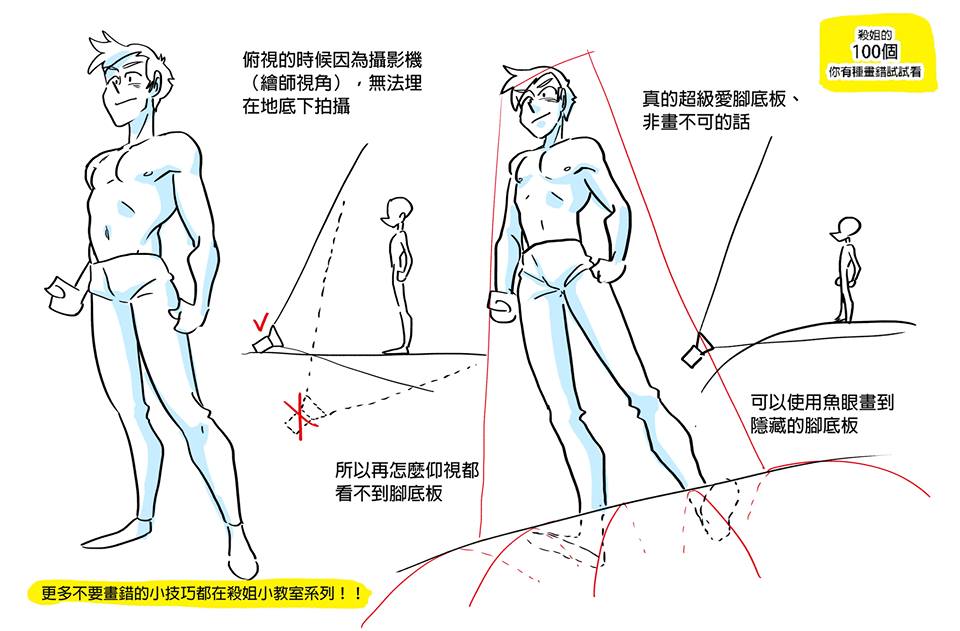 殺姐的
100個
你有種畫錯試試看
俯視的時候因為攝影機
（繪師視角），無法埋
在地底下拍攝
真的超級愛腳底板、
非畫不可的話
可以使用魚眼畫到
隱藏的腳底板
所以再怎麼仰視都
看不到腳底板
更多不要畫錯的小技巧都在殺姐小教室系列！！